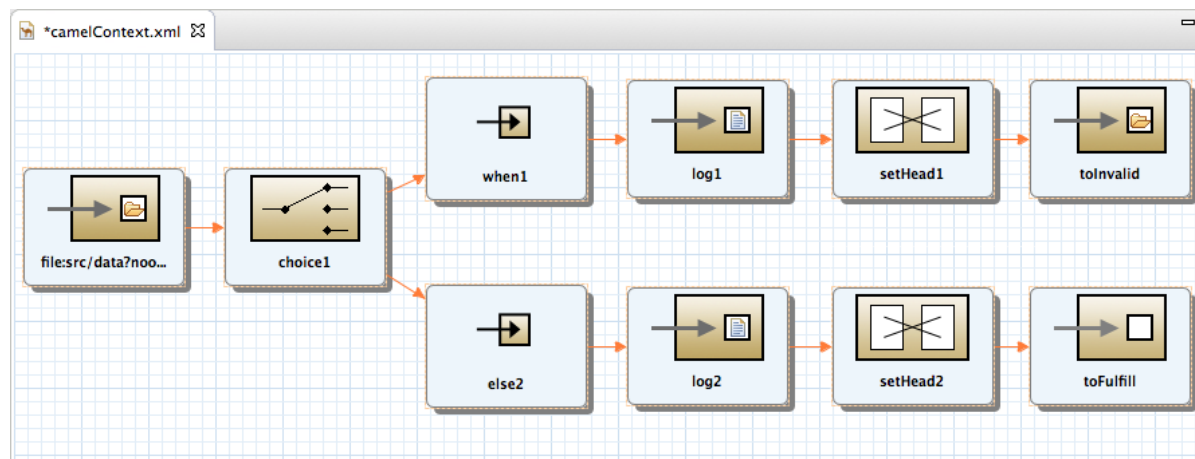 *camelContext.xml
when1
log1
setHead1
toInvalid
file:src/data?noo...
choice1
else2
log2
setHead2
toFulfill